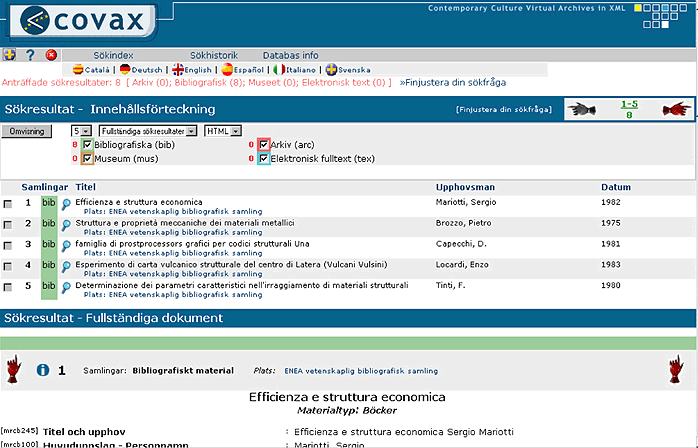 Contemporary Culture Virtual Archives in XML
covax
Sökindex Sökhistorik Databas info
Català Deutsch English Español Italiano Svenska
Anträffade sökresultater: 8 [ Arkiv (0); Bibliografisk (8); Museet (0); Elektronisk text (0) ] »Finjustera din sökfråga
Sökresultat - Innehållsförteckning [Finjustera din sökfråga] 1-5
8
Omvisning 5 Fullständiga sökresultater HTML
8 Bibliografiska (bib) 0 Arkiv (arc)
0 Museum (mus) 0 Elektronisk fulltext (tex)
Samlingar Titel Upphovsman Datum
1 bib Efficienza e struttura economica Mariotti, Sergio 1982
Plats: ENEA vetenskaplig bibliografisk samling
2 bib Struttura e proprietà meccaniche dei materiali metallici Brozzo, Pietro 1975
Plats: ENEA vetenskaplig bibliografisk samling
3 bib famiglia di prostprocessors grafici per codici strutturali Una Capecchi, D. 1981
Plats: ENEA vetenskaplig bibliografisk samling
4 bib Esperimento di carta vulcanico strutturale del centro di Latera (Vulcani Vulsini) Locardi, Enzo 1983
Plats: ENEA vetenskaplig bibliografisk samling
5 bib Determinazione dei parametri caratteristici nell'irraggiamento di materiali strutturali Tinti, F. 1980
Plats: ENEA vetenskaplig bibliografisk samling
Sökresultat - Fullständiga dokument
1 Samlingar: Bibliografiskt material Plats: ENEA vetenskaplig bibliografisk samling
Efficienza e struttura economica
Materialtyp: Böcker
[mrcb245] Titel och upphov : Efficienza e struttura economica Sergio Mariotti
[mrcb100] Huvuduppslag - Personnamn : Mariotti, Sergio